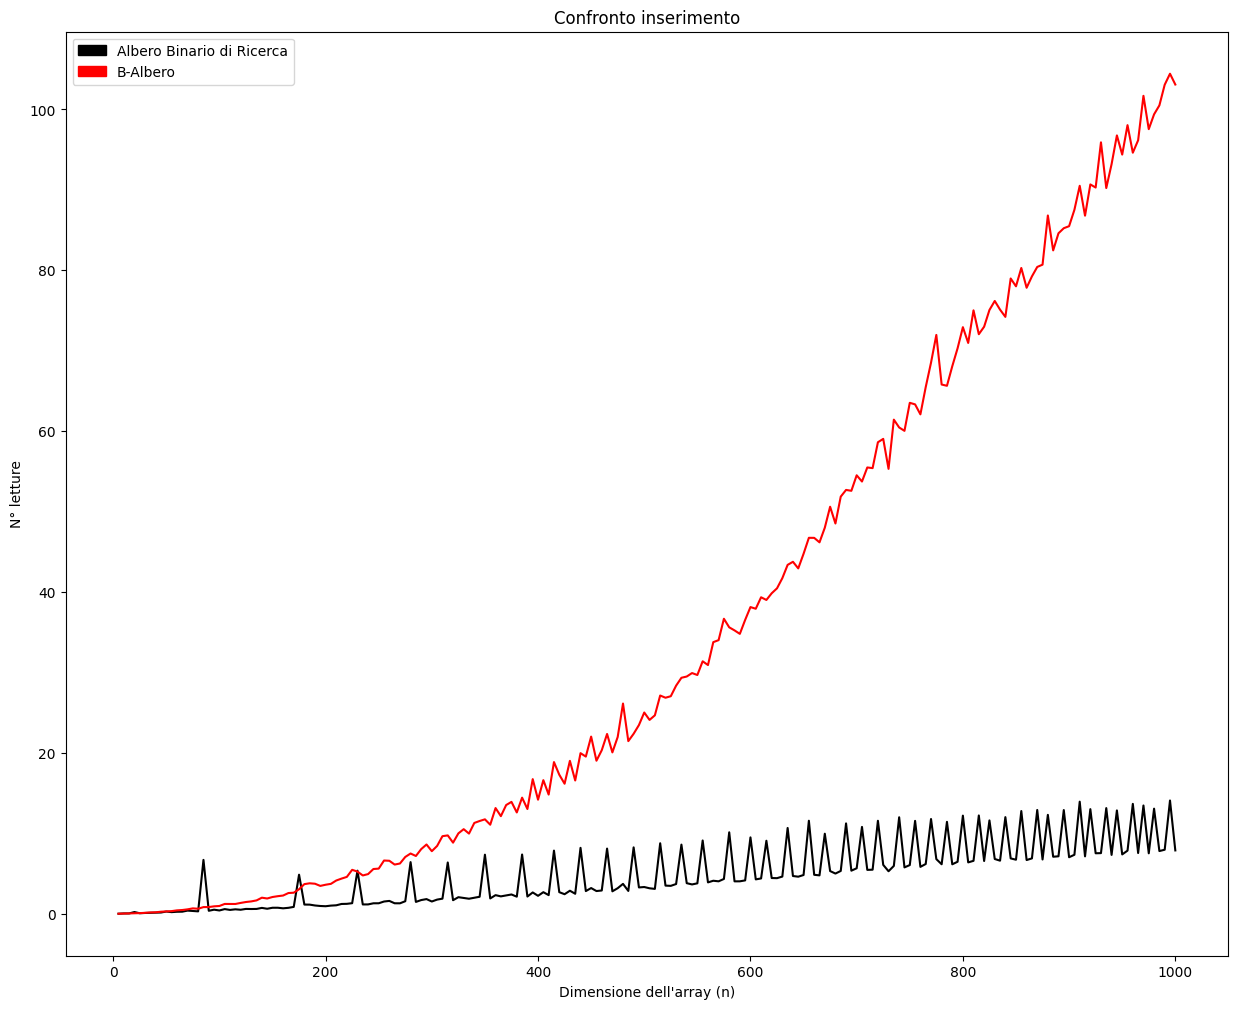 Confronto inserimento
Albero Binario di Ricerca
B-Albero
N° letture
100
80
60
40
20
0
0 200 400 600 800 1000
Dimensione dell'array (n)